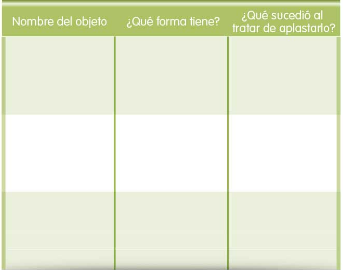 Nombre del objeto
¿Qué forma tiene?
¿Qué sucedió al
tratar de aplastarlo?